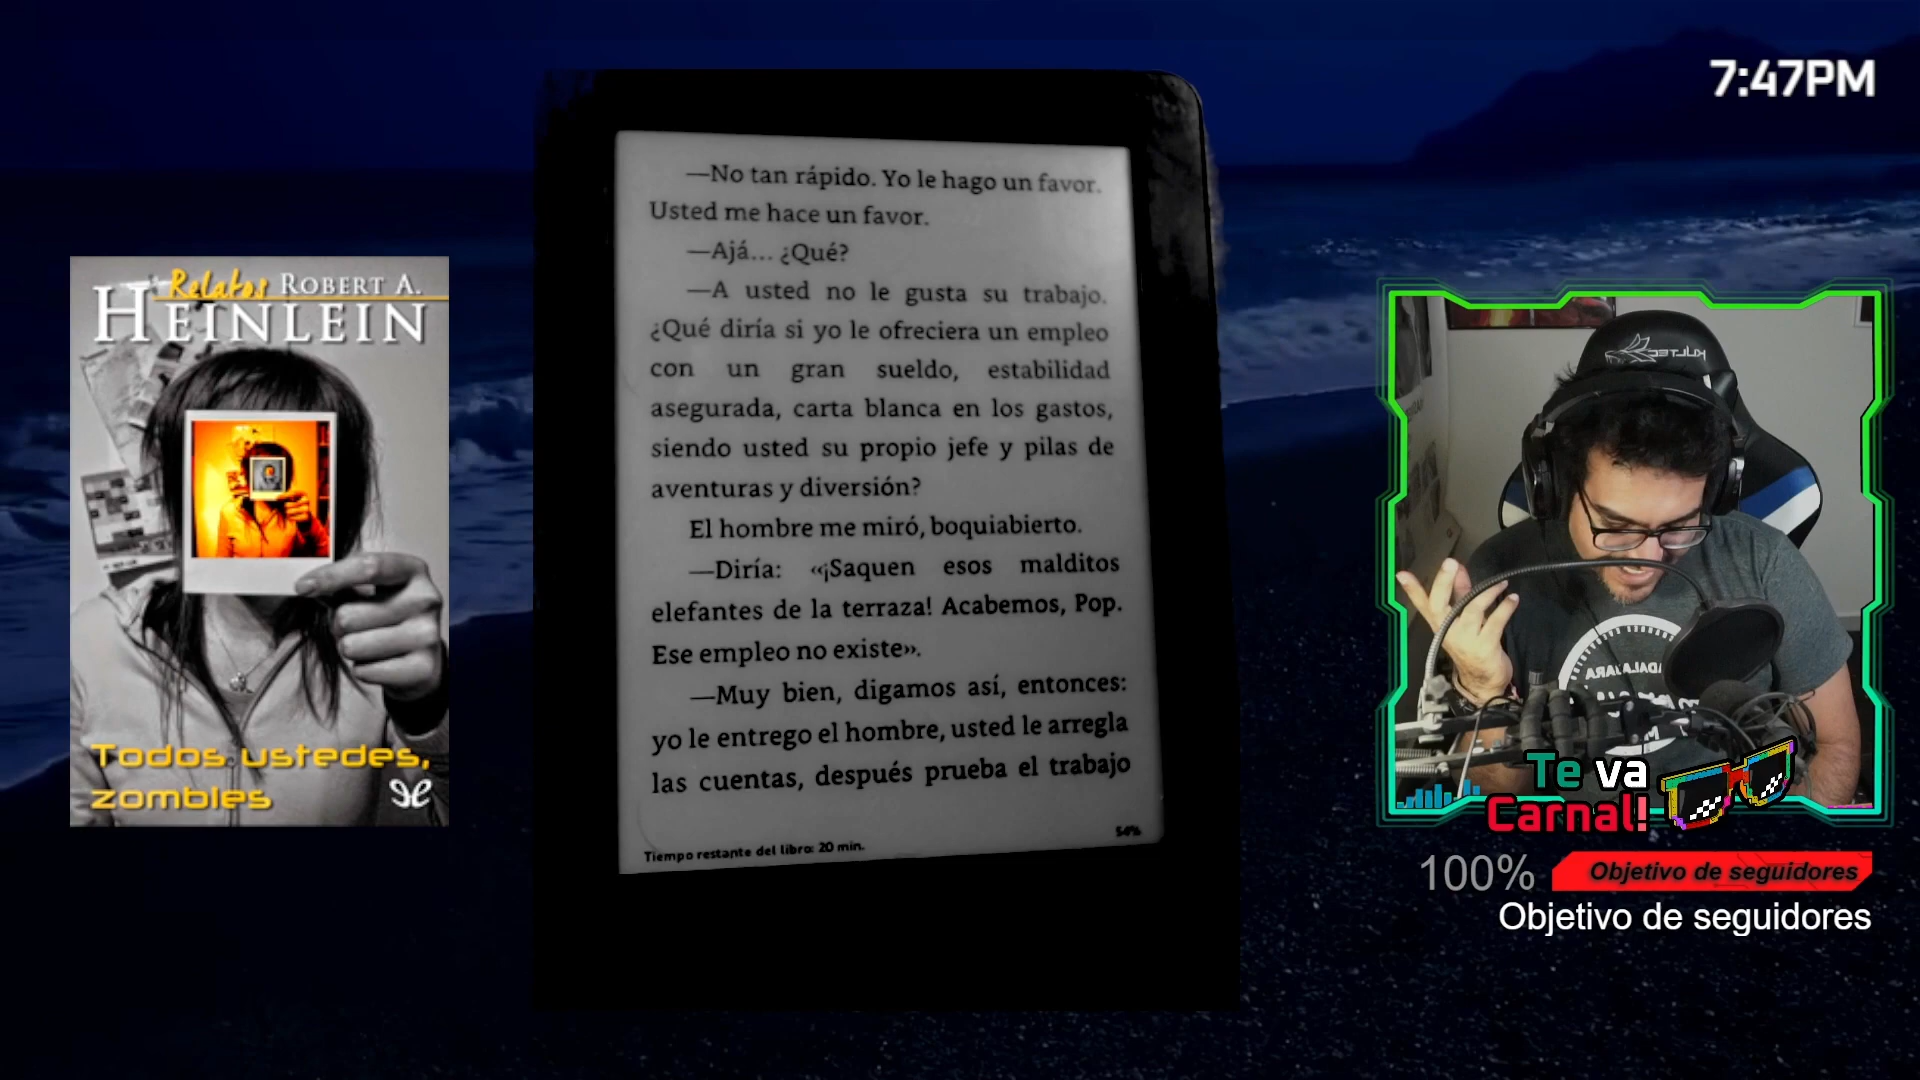 7:47PM
Relatos ROBERT A.
HEINLEIN
Todos ustedes,
zombies
—No tan rápido. Yo le hago un favor.
Usted me hace un favor.
—Ajá... ¿Qué?
—A usted no le gusta su trabajo.
¿Qué diría si yo le ofreciera un empleo
con un gran sueldo, estabilidad
asegurada, carta blanca en los gastos,
siendo usted su propio jefe y pilas de
aventuras y diversión?
El hombre me miró, boquiabierto.
—Diría: «¡Saquen esos malditos
elefantes de la terraza! Acabemos, Pop.
Ese empleo no existe».
—Muy bien, digamos así, entonces:
yo le entrego el hombre, usted le arregla
las cuentas, después prueba el trabajo
Tiempo restante del libro: 20 min.
54%
Te va
Carnal!
100%
Objetivo de seguidores
Objetivo de seguidores